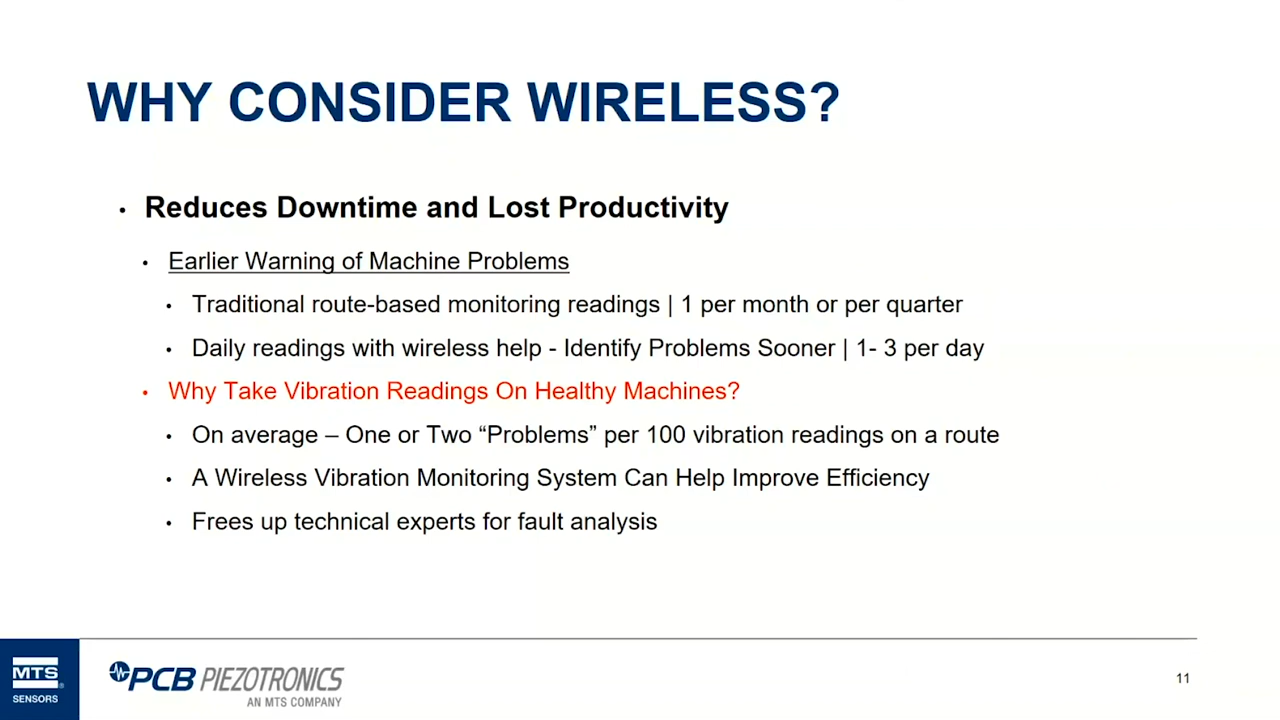 WHY CONSIDER WIRELESS?
• Reduces Downtime and Lost Productivity
• Earlier Warning of Machine Problems
• Traditional route-based monitoring readings | 1 per month or per quarter
• Daily readings with wireless help - Identify Problems Sooner | 1- 3 per day
• Why Take Vibration Readings On Healthy Machines?
• On average – One or Two “Problems” per 100 vibration readings on a route
• A Wireless Vibration Monitoring System Can Help Improve Efficiency
• Frees up technical experts for fault analysis
MTS®
SENSORS
PCB PIEZOTRONICS
AN MTS COMPANY
11